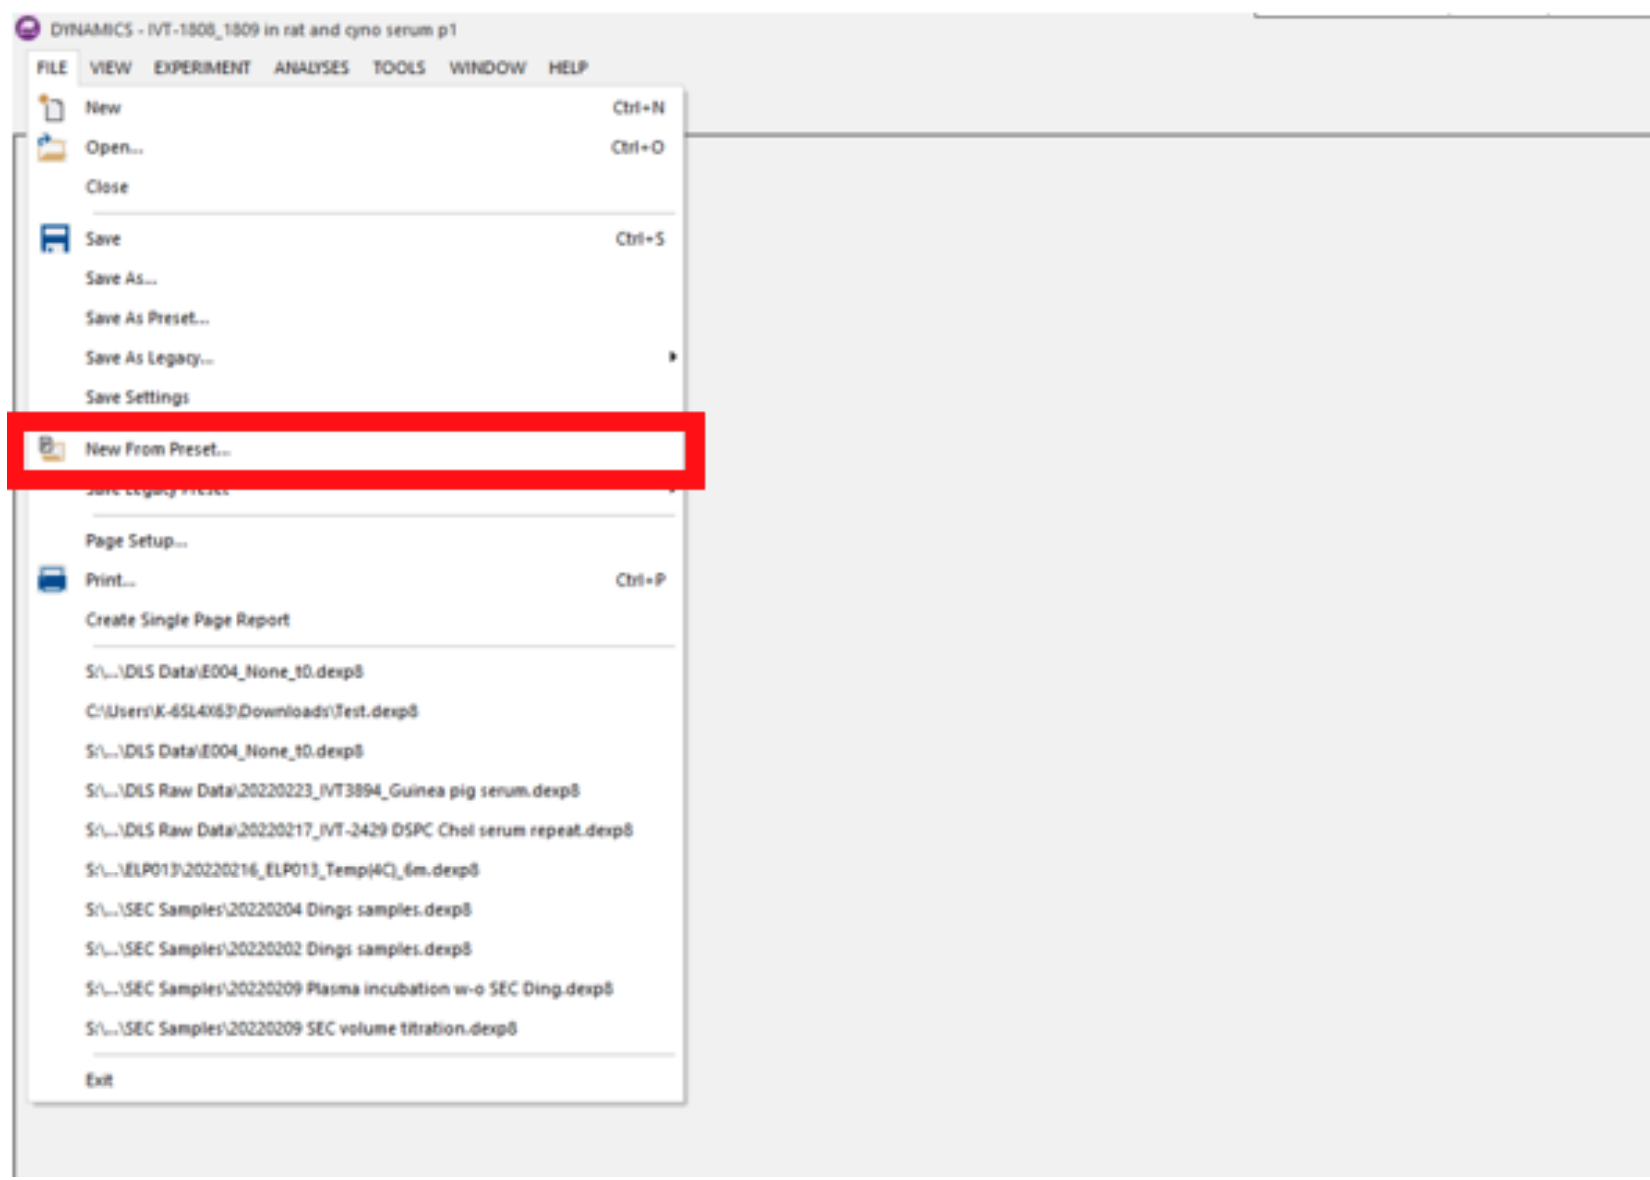 DYNAMICS - IVT-1808_1809 in rat and cyno serum p1
FILE VIEW EXPERIMENT ANALYSES TOOLS WINDOW HELP
New Ctrl+N
Open... Ctrl+O
Close
Save Ctrl+S
Save As...
Save As Preset...
Save As Legacy...
Save Settings
New From Preset...
Save Legacy Preset
Page Setup...
Print... Ctrl+P
Create Single Page Report
S:\...\DLS Data\E004_None_t0.dexp8
C:\Users\K-6SL4X63\Downloads\Test.dexp8
S:\...\DLS Data\E004_None_t0.dexp8
S:\...\DLS Raw Data\20220223_IVT3894_Guinea pig serum.dexp8
S:\...\DLS Raw Data\20220217_IVT-2429 DSPC Chol serum repeat.dexp8
S:\...\ELP013\20220216_ELP013_Temp(4C)_6m.dexp8
S:\...\SEC Samples\20220204 Dings samples.dexp8
S:\...\SEC Samples\20220202 Dings samples.dexp8
S:\...\SEC Samples\20220209 Plasma incubation w-o SEC Ding.dexp8
S:\...\SEC Samples\20220209 SEC volume titration.dexp8
Exit